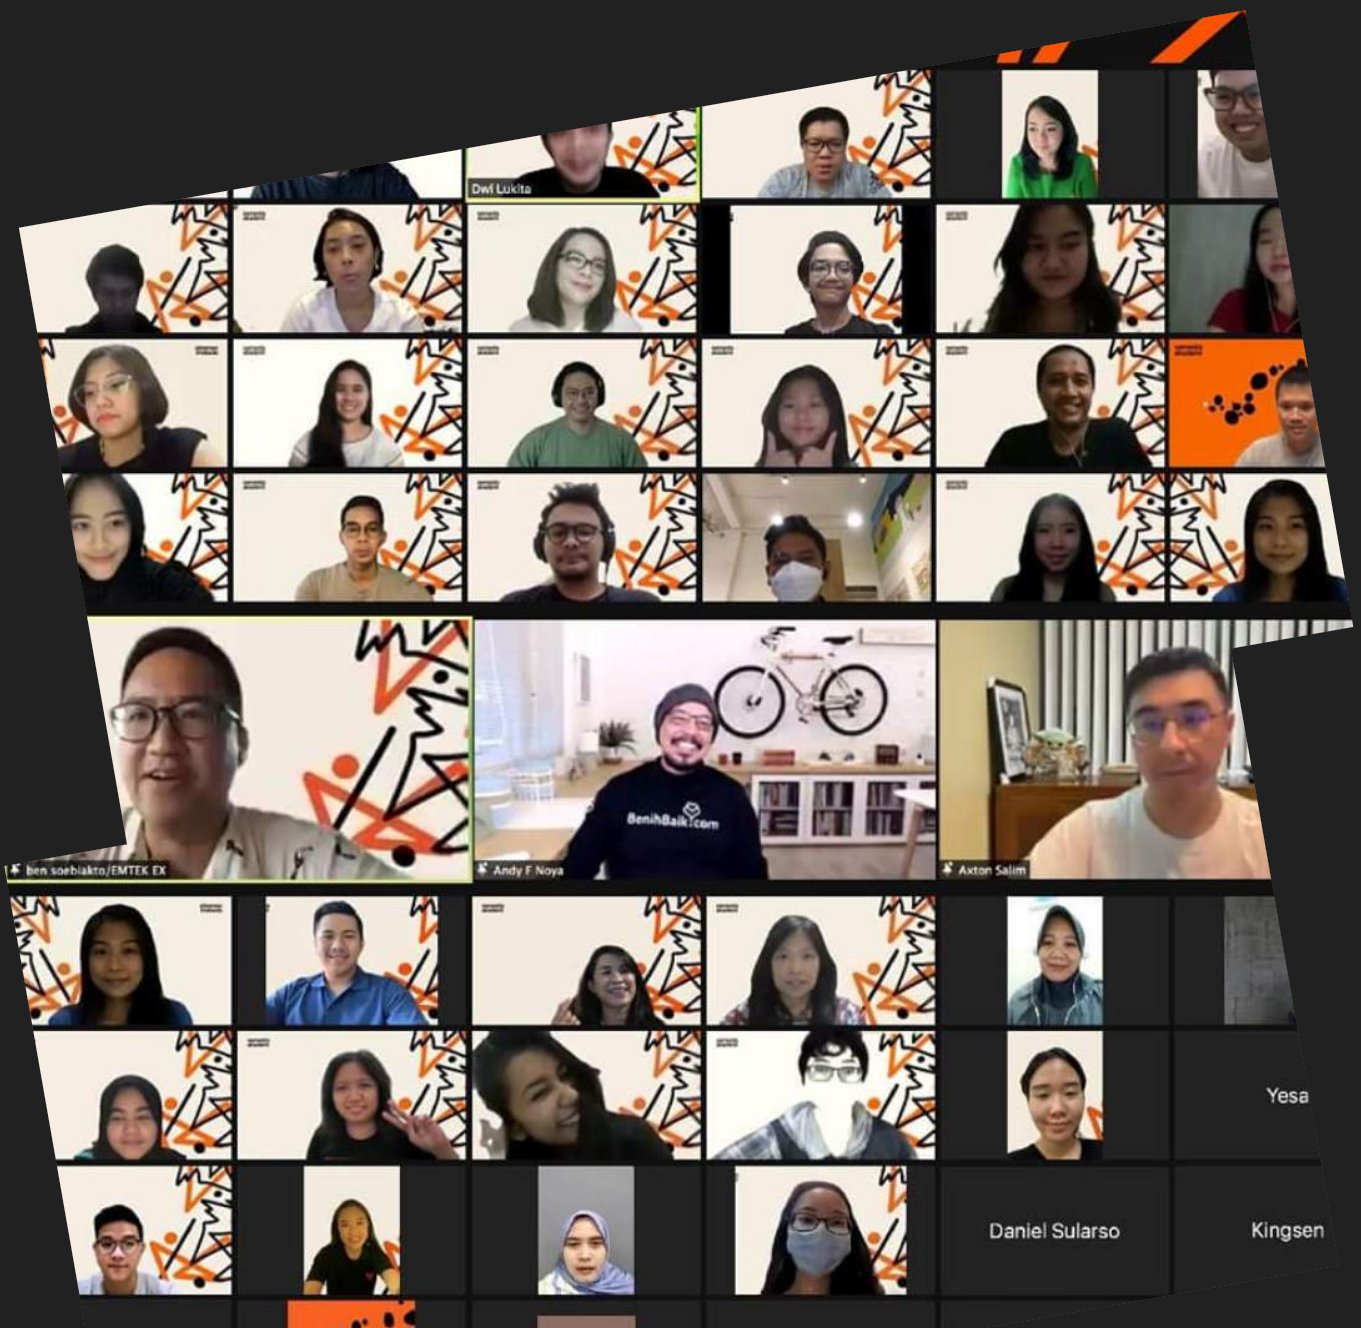 Dwi Lukita
ben soebiakto/EMTEK EX
BenihBaik.com
Andy F Noya
Axton Salim
Yesa
Daniel Sularso
Kingsen